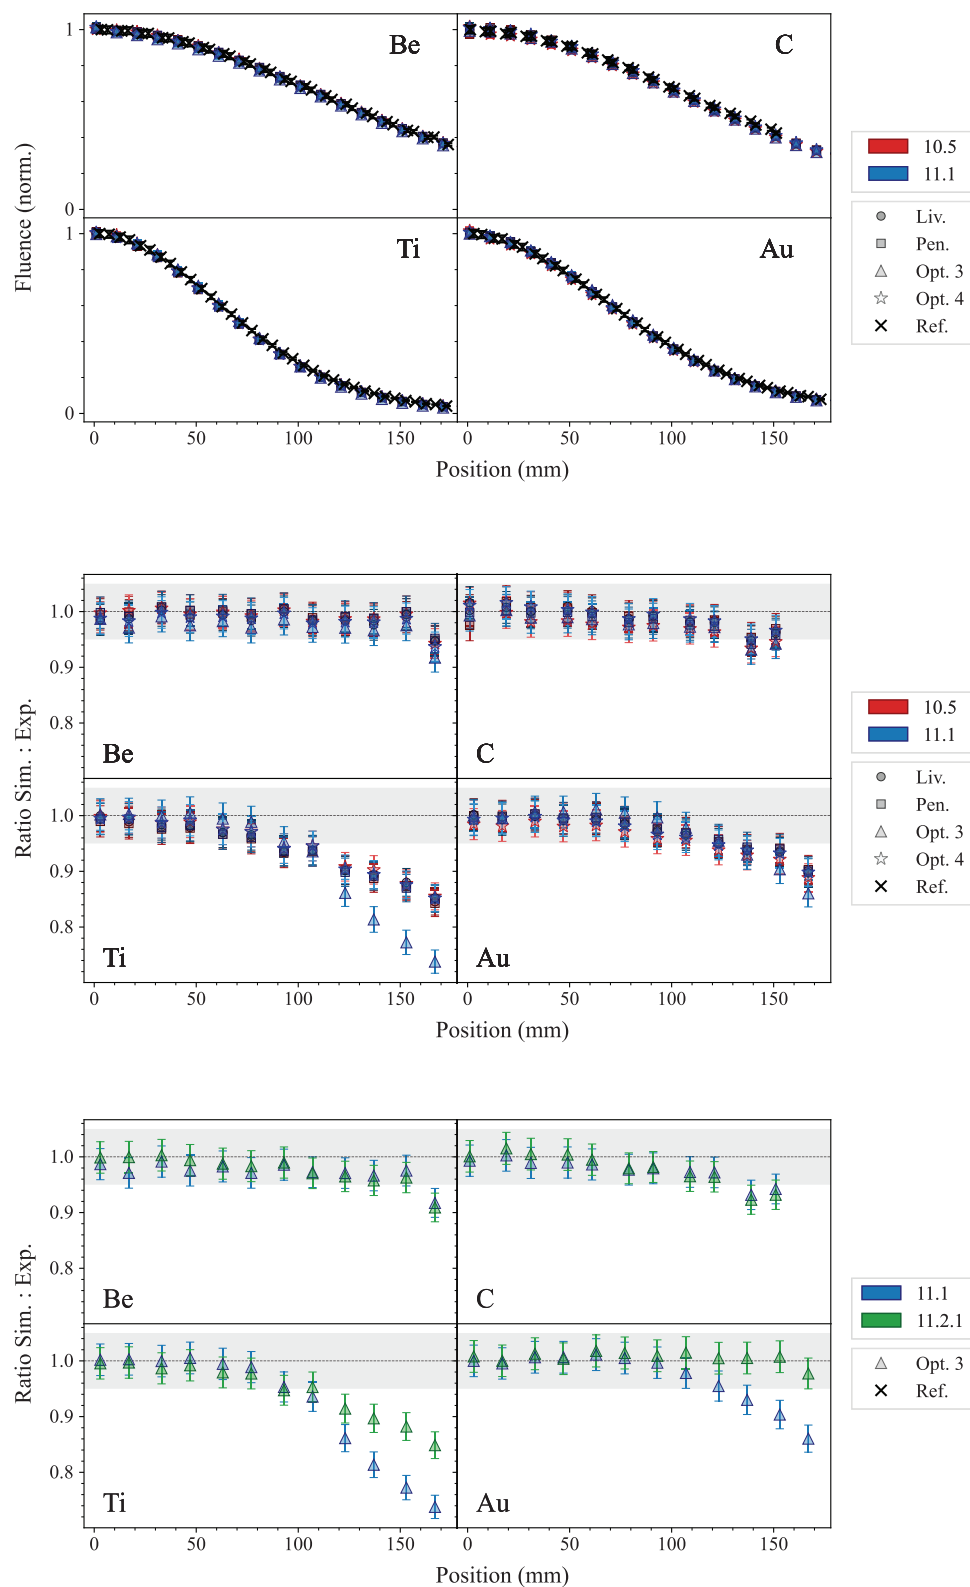 Be
C
Ti
Au
1
0
1
0
Fluence (norm.)
0
50
100
150
0
50
100
150
Position (mm)
10.5
11.1
Liv.
Pen.
Opt. 3
Opt. 4
Ref.
1.0
0.9
0.8
Be
C
1.0
0.9
0.8
Ti
Au
Ratio Sim. : Exp.
0
50
100
150
0
50
100
150
Position (mm)
10.5
11.1
Liv.
Pen.
Opt. 3
Opt. 4
Ref.
1.0
0.9
0.8
Be
C
1.0
0.9
0.8
Ti
Au
Ratio Sim. : Exp.
0
50
100
150
0
50
100
150
Position (mm)
11.1
11.2.1
Opt. 3
Ref.